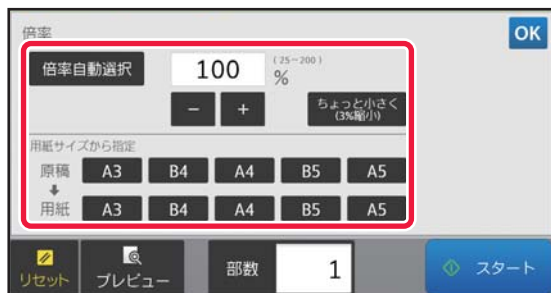 倍率
OK
倍率自動選択
100
(25~200)
%
−
+
ちょっと小さく
(3%縮小)
用紙サイズから指定
原稿 A3 B4 A4 B5 A5
用紙 A3 B4 A4 B5 A5
リセット
プレビュー
部数
1
スタート